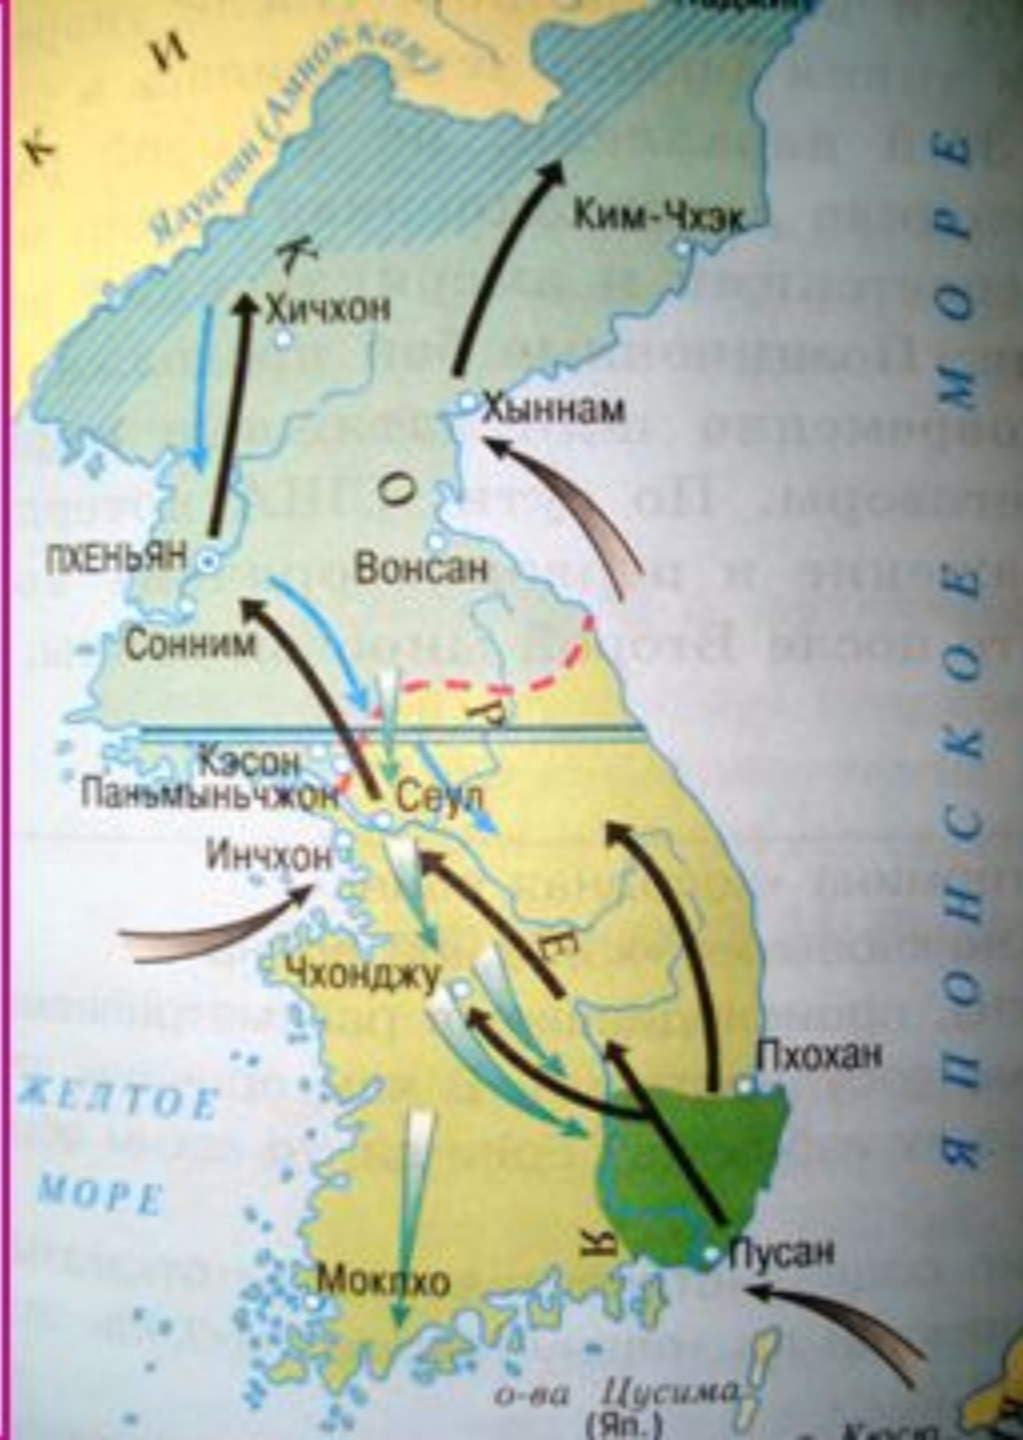 К И
Ялуцзян (Амноккан)
Ким-Чхэк
К
Хичхон
Хыннам
О
ПХЕНЬЯН
Вонсан
Сонним
Р
Кэсон
Паньмыньчжон
Сеул
Инчхон
Е
Чхонджу
Пхохан
ЯПОНСКОЕ МОРЕ
ЖЕЛТОЕ
МОРЕ
К
Пусан
Мокпхо
о-ва Цусима
(Яп.)